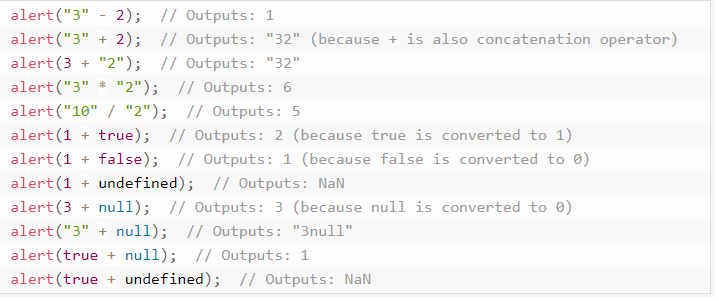 alert("3" - 2);  // Outputs: 1
alert("3" + 2);  // Outputs: "32" (because + is also concatenation operator)
alert(3 + "2");  // Outputs: "32"
alert("3" * "2");  // Outputs: 6
alert("10" / "2");  // Outputs: 5
alert(1 + true);  // Outputs: 2 (because true is converted to 1)
alert(1 + false);  // Outputs: 1 (because false is converted to 0)
alert(1 + undefined);  // Outputs: NaN
alert(3 + null);  // Outputs: 3 (because null is converted to 0)
alert("3" + null);  // Outputs: "3null"
alert(true + null);  // Outputs: 1
alert(true + undefined);  // Outputs: NaN